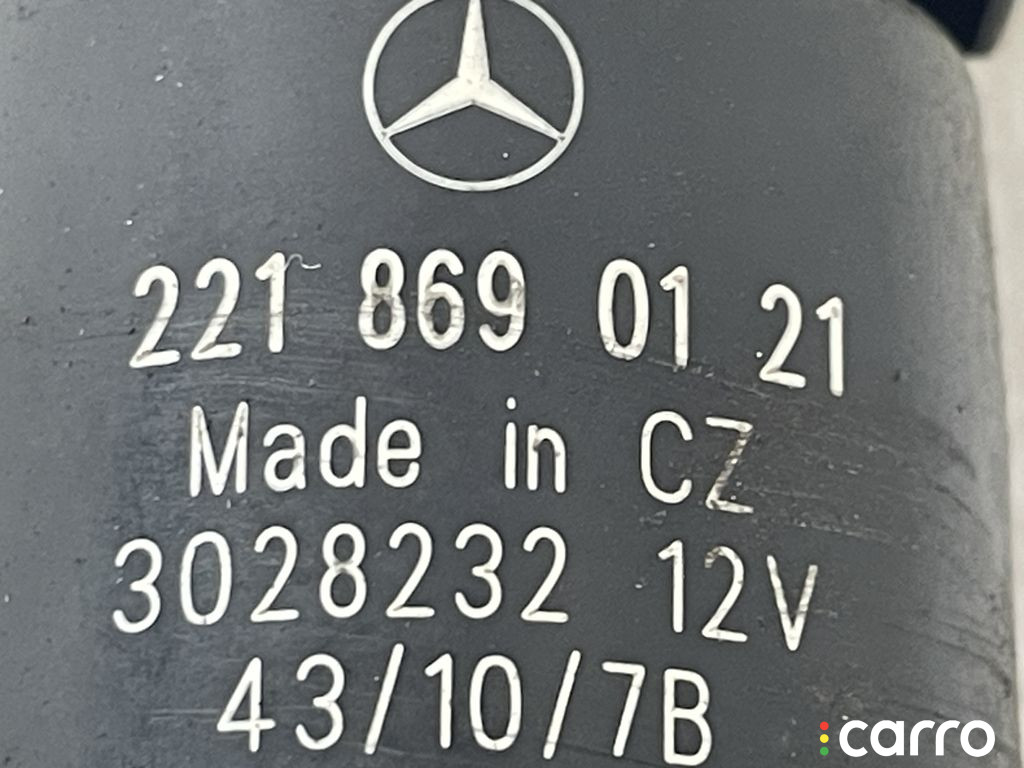 221 869 01 21
Made in CZ
3028232 12V
43/10/7B
carro